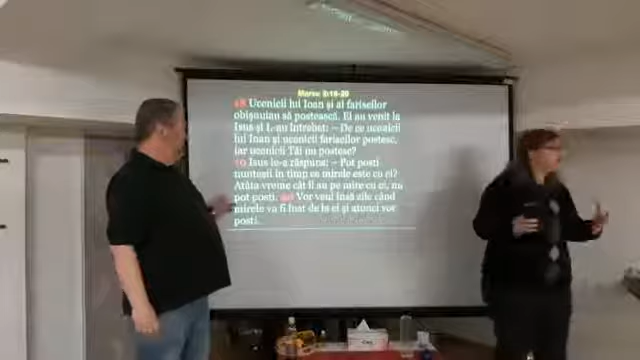 Marcu 2:18-20
18 Ucenicii lui Ioan și ai fariseilor
obișnuiau să postească. Ei au venit la
Isus și L-au întrebat: – De ce ucenicii
lui Ioan și ucenicii fariseilor postesc,
iar ucenicii Tăi nu postesc?
19 Isus le-a răspuns: – Pot posti
nuntașii în timp ce mirele este cu ei?
Atâta vreme cât îl au pe mire cu ei, nu
pot posti. 20 Vor veni însă zile când
mirele va fi luat de la ei și atunci vor
posti.